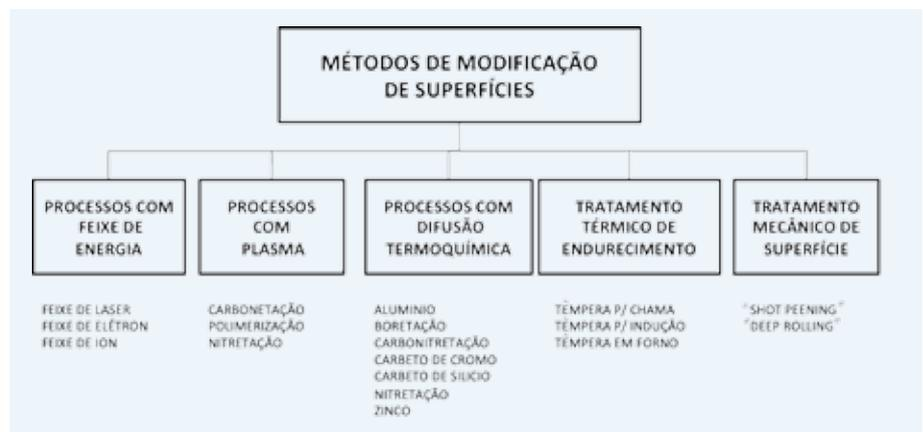 MÉTODOS DE MODIFICAÇÃO
DE SUPERFÍCIES
PROCESSOS COM
FEIXE DE
ENERGIA
PROCESSOS
COM
PLASMA
PROCESSOS COM
DIFUSÃO
TERMOQUÍMICA
TRATAMENTO
TÉRMICO DE
ENDURECIMENTO
TRATAMENTO
MECÂNICO DE
SUPERFÍCIE
FEIXE DE LASER
FEIXE DE ELÉTRON
FEIXE DE ION
CARBONETAÇÃO
POLIMERIZAÇÃO
NITRETAÇÃO
ALUMINIO
BORETAÇÃO
CARBONITRETAÇÃO
CARBETO DE CROMO
CARBETO DE SILICIO
NITRETAÇÃO
ZINCO
TÊMPERA P/ CHAMA
TÊMPERA P/ INDUÇÃO
TÊMPERA EM FORNO
"SHOT PEENING"
"DEEP ROLLING"